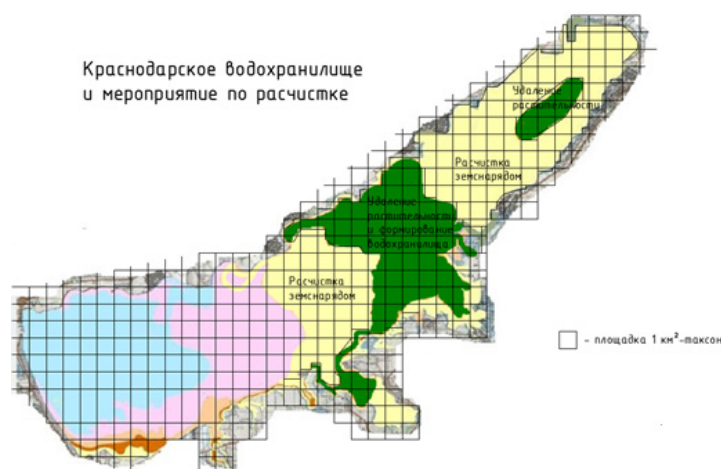 Краснодарское водохранилище
и мероприятие по расчистке
Удаление
растительности
Расчистка
земснарядом
Удаление
растительности
и формирование
водохранилища
Расчистка
земснарядом
- площадка 1 км²-таксон